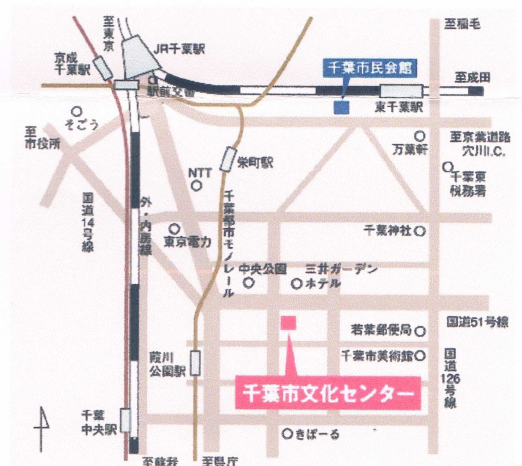 至東京
至稲毛
京成
千葉駅
JR千葉駅
千葉市民会館
至成田
駅前交番
東千葉駅
そごう
至
市役所
万葉軒
至京葉道路
穴川I.C.
栄町駅
千葉東
税務署
NTT
国道14号線
外・内房線
千葉都市モノレール
東京電力
千葉神社
中央公園
三井ガーデン
ホテル
国道51号線
若葉郵便局
千葉市美術館
国道126号線
葭川
公園駅
千葉市文化センター
千葉
中央駅
きぼーる
至蘇我
至県庁